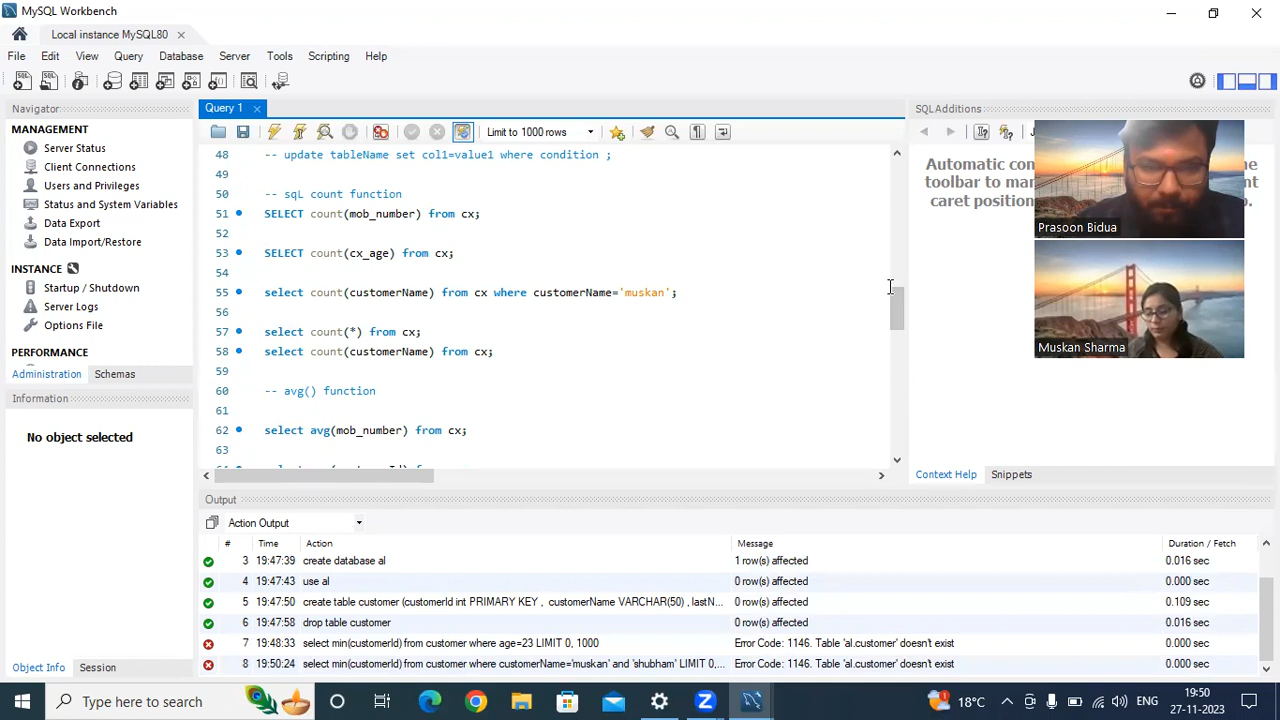 MySQL Workbench
Local instance MySQL80
File Edit View Query Database Server Tools Scripting Help
Navigator
MANAGEMENT
Server Status
Client Connections
Users and Privileges
Status and System Variables
Data Export
Data Import/Restore
INSTANCE
Startup / Shutdown
Server Logs
Options File
PERFORMANCE
Administration Schemas
Information
No object selected
Object Info Session
Query 1
Limit to 1000 rows
48 -- update tableName set col1=value1 where condition ;
49
50 -- sqL count function
51 SELECT count(mob_number) from cx;
52
53 SELECT count(cx_age) from cx;
54
55 select count(customerName) from cx where customerName='muskan';
56
57 select count(*) from cx;
58 select count(customerName) from cx;
59
60 -- avg() function
61
62 select avg(mob_number) from cx;
63
SQLAdditions
Automatic con
toolbar to mar
caret position
Prasoon Bidua
Muskan Sharma
Context Help Snippets
Output
Action Output
# Time Action Message Duration / Fetch
3 19:47:39 create database al 1 row(s) affected 0.016 sec
4 19:47:43 use al 0 row(s) affected 0.000 sec
5 19:47:50 create table customer (customerId int PRIMARY KEY , customerName VARCHAR(50) , lastN... 0 row(s) affected 0.109 sec
6 19:47:58 drop table customer 0 row(s) affected 0.016 sec
7 19:48:33 select min(customerId) from customer where age=23 LIMIT 0, 1000 Error Code: 1146. Table 'al.customer' doesn't exist 0.000 sec
8 19:50:24 select min(customerId) from customer where customerName='muskan' and 'shubham' LIMIT 0,... Error Code: 1146. Table 'al.customer' doesn't exist 0.000 sec
Type here to search
18°C
ENG
19:50
27-11-2023